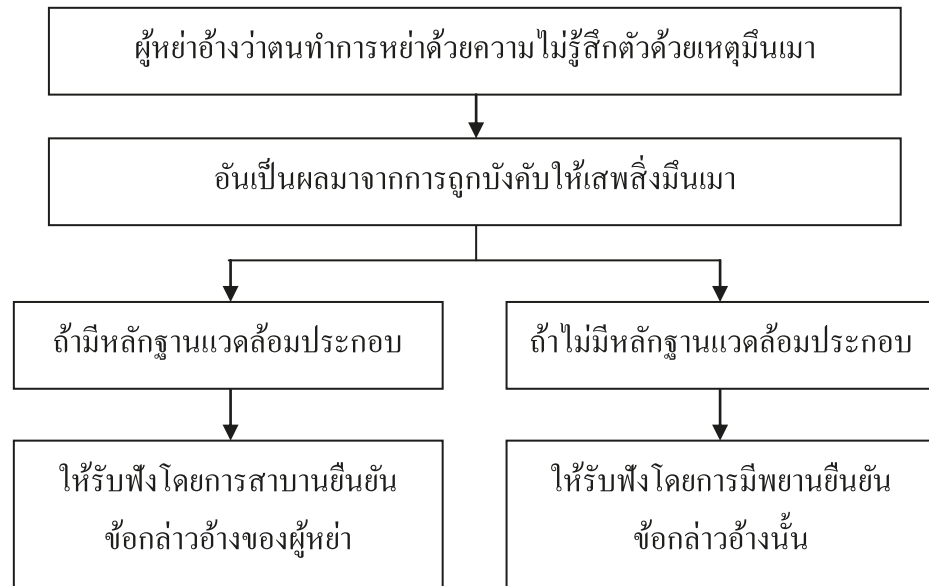 ผู้หย่าอ้างว่าตนทำการหย่าด้วยความไม่รู้สึกตัวด้วยเหตุมึนเมา
อันเป็นผลมาจากการถูกบังคับให้เสพสิ่งมึนเมา
ถ้ามีหลักฐานแวดล้อมประกอบ
ถ้าไม่มีหลักฐานแวดล้อมประกอบ
ให้รับฟังโดยการสาบานยืนยัน
ข้อกล่าวอ้างของผู้หย่า
ให้รับฟังโดยการมีพยานยืนยัน
ข้อกล่าวอ้างนั้น